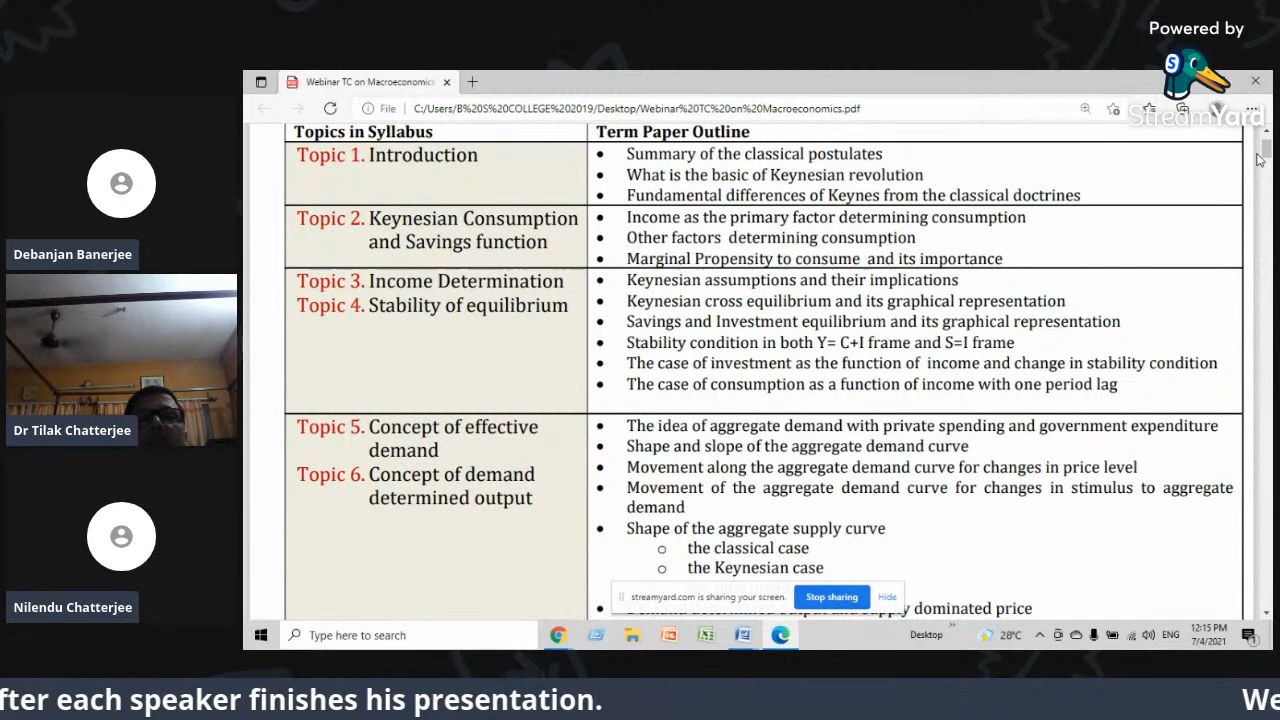 Powered by
StreamYard
Debanjan Banerjee
Dr Tilak Chatterjee
Nilendu Chatterjee
Webinar TC on Macroeconomics
File
C:/Users/B%20S%20COLLEGE%202019/Desktop/Webinar%20TC%20on%20Macroeconomics.pdf
Topics in Syllabus
Term Paper Outline
Topic 1. Introduction
• Summary of the classical postulates
• What is the basic of Keynesian revolution
• Fundamental differences of Keynes from the classical doctrines
Topic 2. Keynesian Consumption
and Savings function
• Income as the primary factor determining consumption
• Other factors determining consumption
• Marginal Propensity to consume and its importance
Topic 3. Income Determination
Topic 4. Stability of equilibrium
• Keynesian assumptions and their implications
• Keynesian cross equilibrium and its graphical representation
• Savings and Investment equilibrium and its graphical representation
• Stability condition in both Y= C+I frame and S=I frame
• The case of investment as the function of income and change in stability condition
• The case of consumption as a function of income with one period lag
Topic 5. Concept of effective
demand
Topic 6. Concept of demand
determined output
• The idea of aggregate demand with private spending and government expenditure
• Shape and slope of the aggregate demand curve
• Movement along the aggregate demand curve for changes in price level
• Movement of the aggregate demand curve for changes in stimulus to aggregate
demand
• Shape of the aggregate supply curve
o the classical case
o the Keynesian case
dominated price
streamyard.com is sharing your screen.
Stop sharing
Hide
Type here to search
Desktop
28°C
ENG
12:15 PM
7/4/2021
fter each speaker finishes his presentation.
We